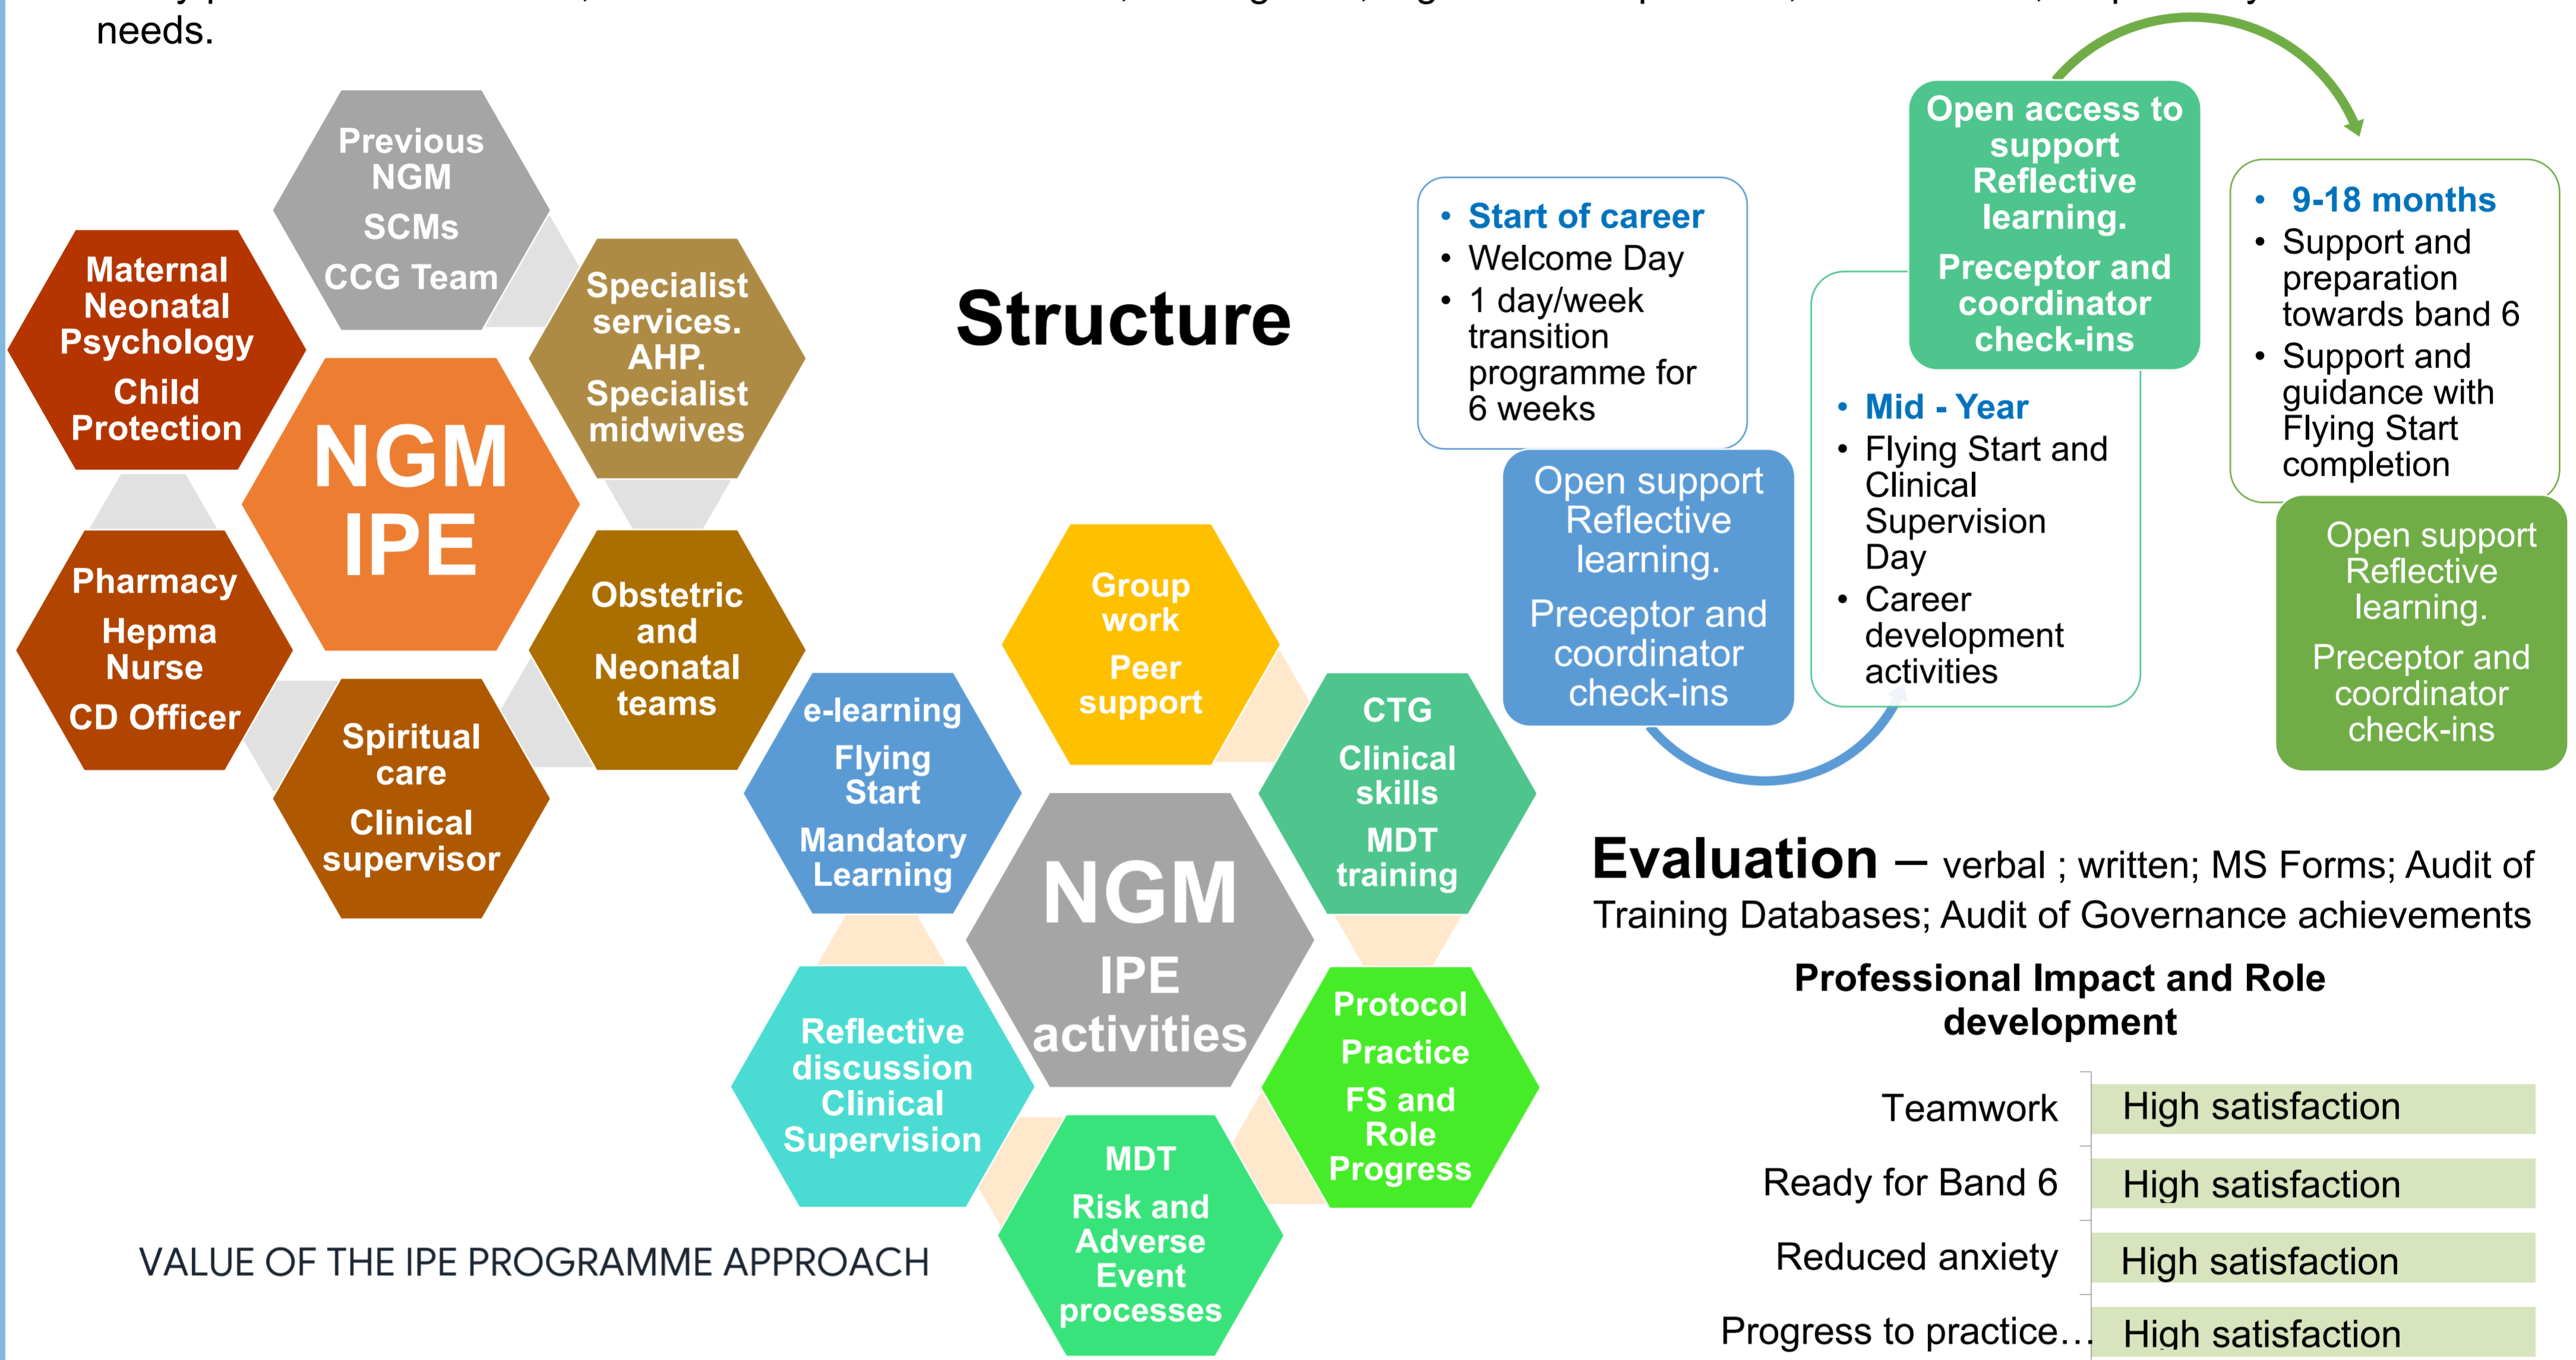 needs.
Previous
NGM
SCMs
CCG Team
Maternal
Neonatal
Psychology
Child
Protection
Specialist
services.
AHP.
Specialist
midwives
NGM
IPE
Pharmacy
Hepma
Nurse
CD Officer
Obstetric
and
Neonatal
teams
Spiritual
care
Clinical
supervisor
Structure
• Start of career
• Welcome Day
• 1 day/week
transition
programme for
6 weeks
Open support
Reflective
learning.
Preceptor and
coordinator
check-ins
Open access to
support
Reflective
learning.
Preceptor and
coordinator
check-ins
• Mid - Year
• Flying Start and
Clinical
Supervision
Day
• Career
development
activities
• 9-18 months
• Support and
preparation
towards band 6
• Support and
guidance with
Flying Start
completion
Open support
Reflective
learning.
Preceptor and
coordinator
check-ins
Group
work
Peer
support
e-learning
Flying
Start
Mandatory
Learning
CTG
Clinical
skills
MDT
training
NGM
IPE
activities
Reflective
discussion
Clinical
Supervision
Protocol
Practice
FS and
Role
Progress
MDT
Risk and
Adverse
Event
processes
Evaluation – verbal ; written; MS Forms; Audit of
Training Databases; Audit of Governance achievements
Professional Impact and Role
development
Teamwork High satisfaction
Ready for Band 6 High satisfaction
Reduced anxiety High satisfaction
Progress to practice… High satisfaction
VALUE OF THE IPE PROGRAMME APPROACH